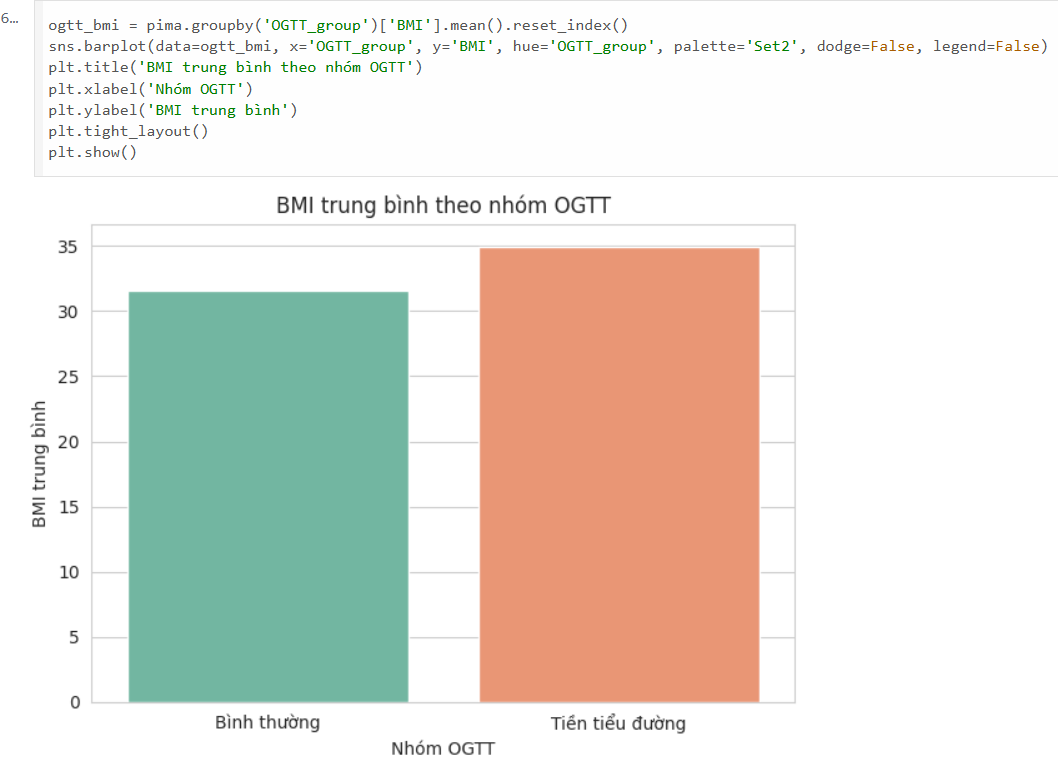 6...
ogtt_bmi = pima.groupby('OGTT_group')['BMI'].mean().reset_index()
sns.barplot(data=ogtt_bmi, x='OGTT_group', y='BMI', hue='OGTT_group', palette='Set2', dodge=False, legend=False)
plt.title('BMI trung bình theo nhóm OGTT')
plt.xlabel('Nhóm OGTT')
plt.ylabel('BMI trung bình')
plt.tight_layout()
plt.show()
BMI trung bình theo nhóm OGTT
BMI trung bình
35
30
25
20
15
10
5
0
Bình thường
Tiền tiểu đường
Nhóm OGTT